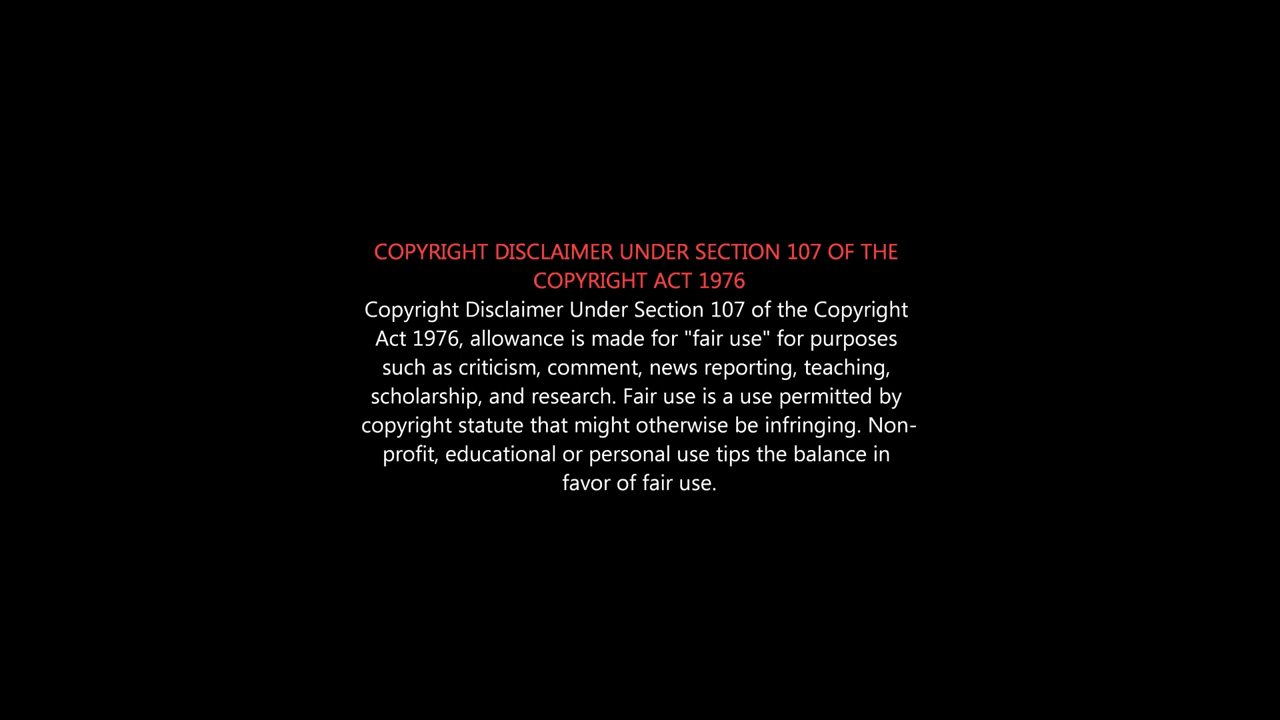 COPYRIGHT DISCLAIMER UNDER SECTION 107 OF THE
COPYRIGHT ACT 1976
Copyright Disclaimer Under Section 107 of the Copyright
Act 1976, allowance is made for "fair use" for purposes
such as criticism, comment, news reporting, teaching,
scholarship, and research. Fair use is a use permitted by
copyright statute that might otherwise be infringing. Non-
profit, educational or personal use tips the balance in
favor of fair use.